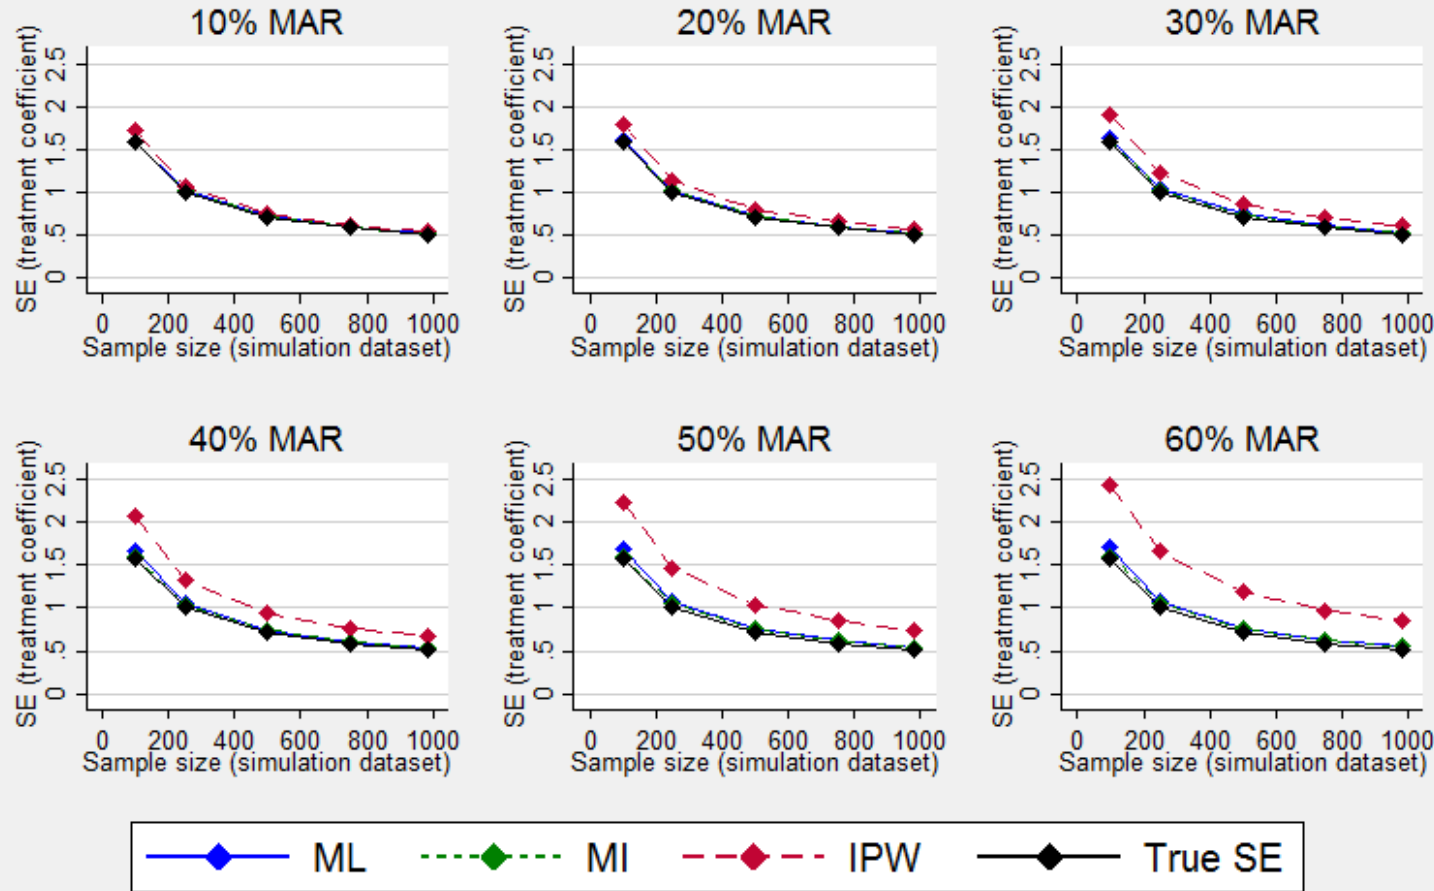 10% MAR
SE (treatment coefficient)
0 .5 1 1.5 2 2.5
0 200 400 600 800 1000
Sample size (simulation dataset)
20% MAR
SE (treatment coefficient)
0 .5 1 1.5 2 2.5
0 200 400 600 800 1000
Sample size (simulation dataset)
30% MAR
SE (treatment coefficient)
0 .5 1 1.5 2 2.5
0 200 400 600 800 1000
Sample size (simulation dataset)
40% MAR
SE (treatment coefficient)
0 .5 1 1.5 2 2.5
0 200 400 600 800 1000
Sample size (simulation dataset)
50% MAR
SE (treatment coefficient)
0 .5 1 1.5 2 2.5
0 200 400 600 800 1000
Sample size (simulation dataset)
60% MAR
SE (treatment coefficient)
0 .5 1 1.5 2 2.5
0 200 400 600 800 1000
Sample size (simulation dataset)
ML MI IPW True SE